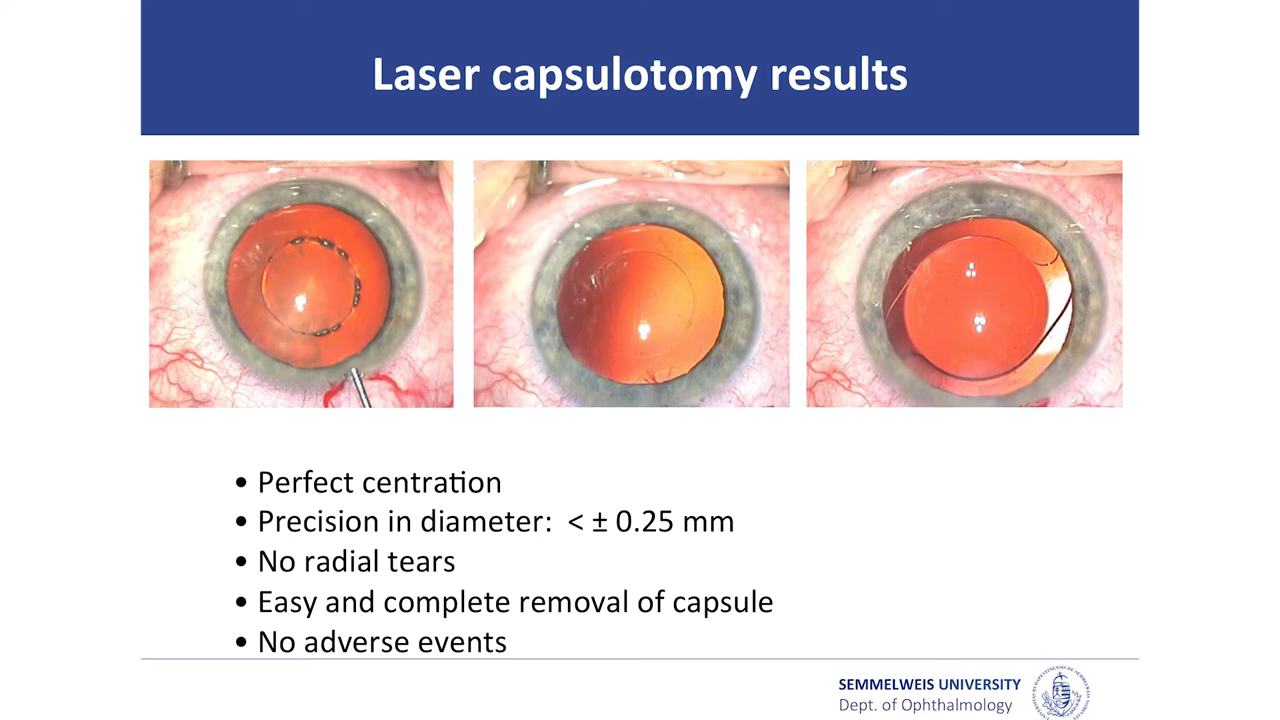 Laser capsulotomy results
• Perfect centration
• Precision in diameter: < ± 0.25 mm
• No radial tears
• Easy and complete removal of capsule
• No adverse events
SEMMELWEIS UNIVERSITY
Dept. of Ophthalmology